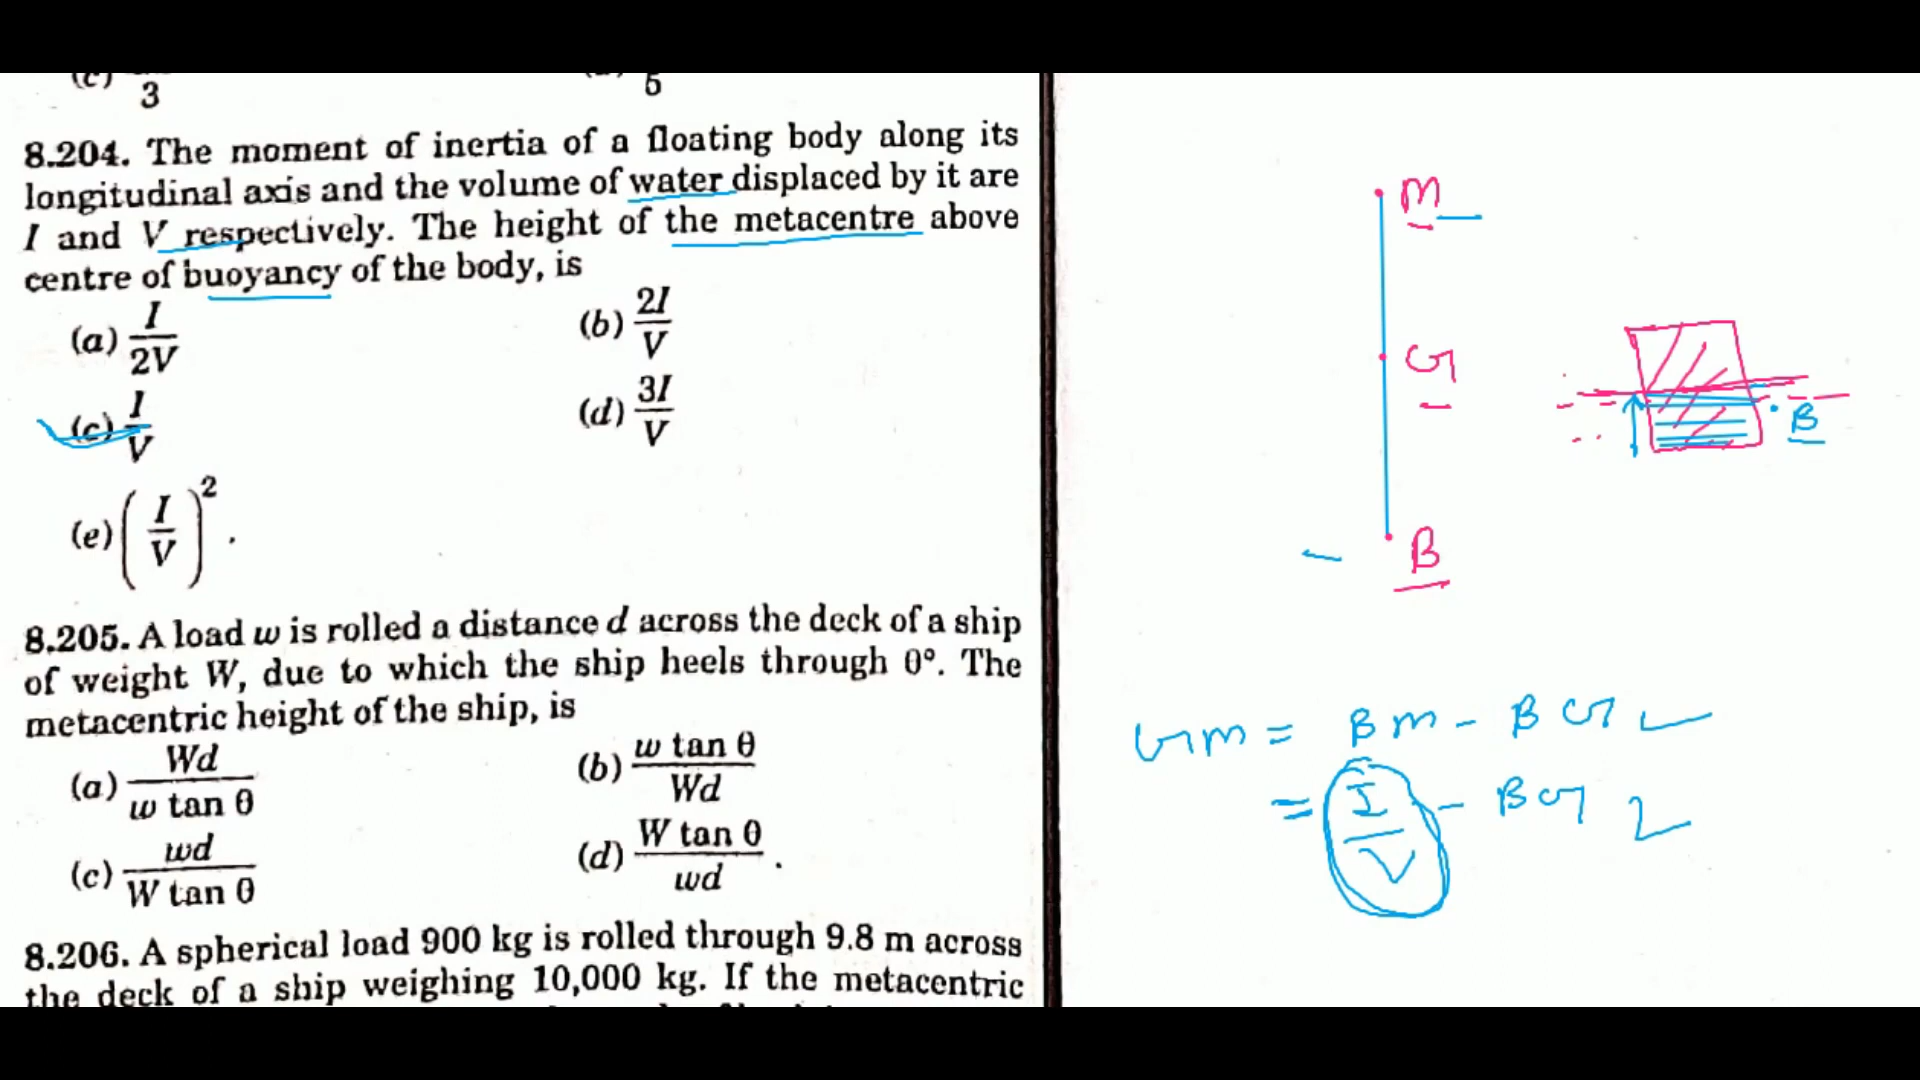 (c) 3
5
8.204. The moment of inertia of a floating body along its
longitudinal axis and the volume of water displaced by it are
I and V respectively. The height of the metacentre above
centre of buoyancy of the body, is
(a) I/2V (b) 2I/V
(c) I/V (d) 3I/V
(e) (I/V)².
8.205. A load w is rolled a distance d across the deck of a ship
of weight W, due to which the ship heels through θ°. The
metacentric height of the ship, is
(a) Wd/w tan θ (b) w tan θ/Wd
(c) wd/W tan θ (d) W tan θ/wd.
8.206. A spherical load 900 kg is rolled through 9.8 m across
the deck of a ship weighing 10,000 kg. If the metacentric
M
G
B
B
GM = BM - BG
= I/V - BG